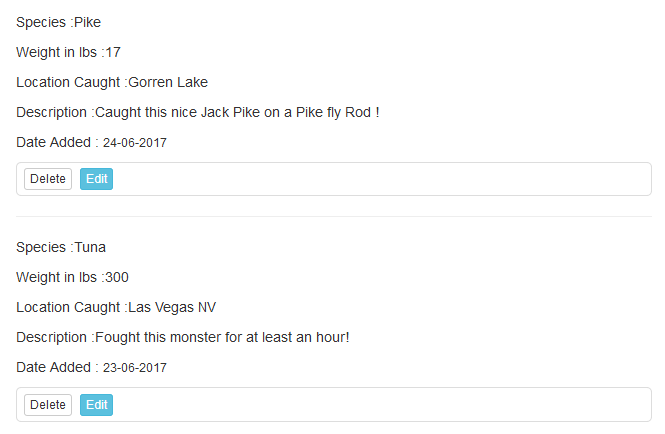 Species :Pike
Weight in lbs :17
Location Caught :Gorren Lake
Description :Caught this nice Jack Pike on a Pike fly Rod !
Date Added : 24-06-2017
Delete Edit
Species :Tuna
Weight in lbs :300
Location Caught :Las Vegas NV
Description :Fought this monster for at least an hour!
Date Added : 23-06-2017
Delete Edit